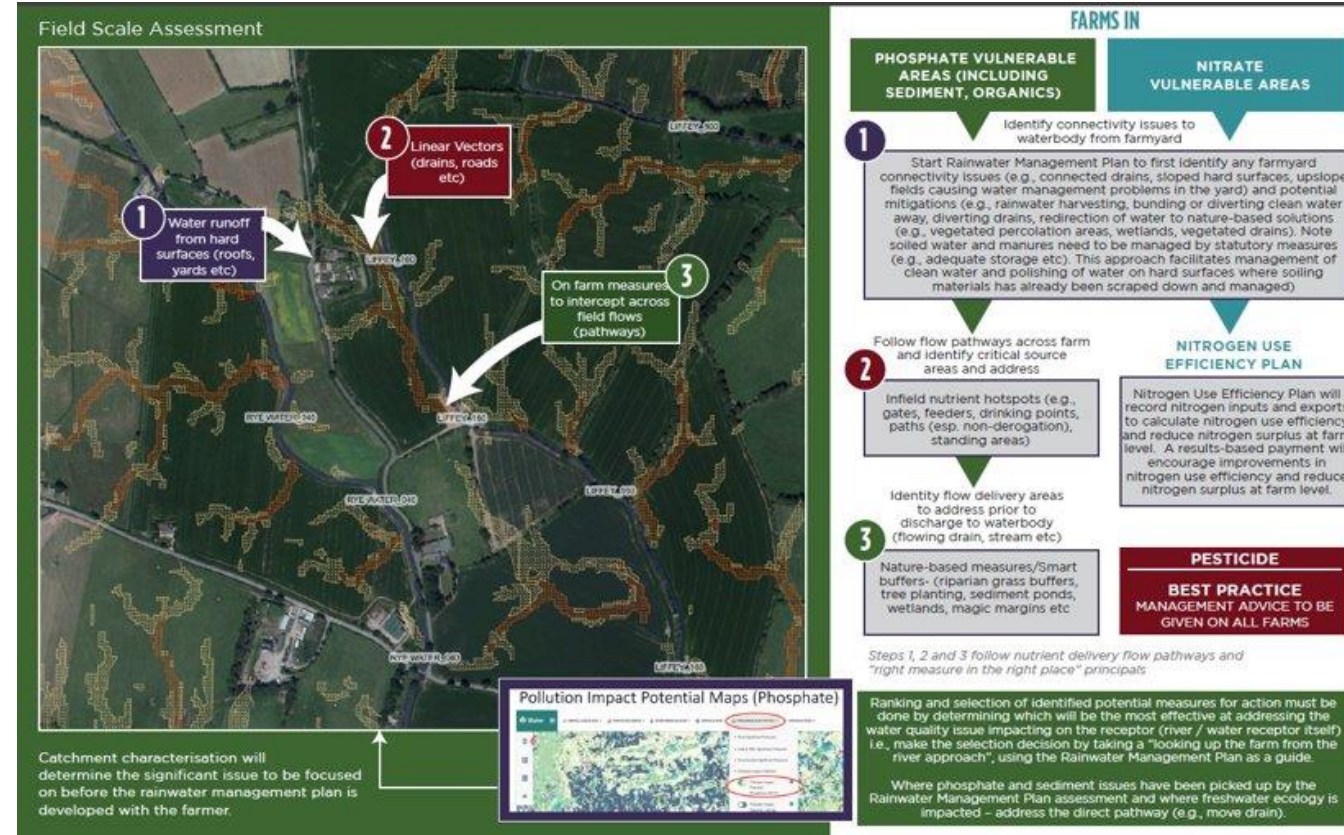 Field Scale Assessment
1
Water runoff
from hard
surfaces (roofs,
yards etc)
2
Linear Vectors
(drains, roads
etc)
3
On farm measures
to intercept across
field flows
(pathways)
RYE WATER_040
RYE WATER_040
RYE WATER_040
Pollution Impact Potential Maps (Phosphate)
Catchment characterisation will
determine the significant issue to be focused
on before the rainwater management plan is
developed with the farmer.
FARMS IN
PHOSPHATE VULNERABLE
AREAS (INCLUDING
SEDIMENT, ORGANICS)
NITRATE
VULNERABLE AREAS
Identify connectivity issues to
waterbody from farmyard
1
Start Rainwater Management Plan to first identify any farmyard
connectivity issues (e.g., connected drains, sloped hard surfaces, upslope
fields causing water management problems in the yard) and potential
mitigations (e.g., rainwater harvesting, bunding or diverting clean water
away, diverting drains, redirection of water to nature-based solutions
(e.g., vegetated percolation areas, wetlands, vegetated drains). Note
soiled water and manures need to be managed by statutory measures
(e.g., adequate storage etc). This approach facilitates management of
clean water and polishing of water on hard surfaces where soiling
materials has already been scraped down and managed)
Follow flow pathways across farm
and identify critical source
areas and address
2
Infield nutrient hotspots (e.g.,
gates, feeders, drinking points,
paths (esp. non-derogation),
standing areas)
Identify flow delivery areas
to address prior to
discharge to waterbody
(flowing drain, stream etc)
3
Nature-based measures/Smart
buffers- (riparian grass buffers,
tree planting, sediment ponds,
wetlands, magic margins etc
NITROGEN USE
EFFICIENCY PLAN
Nitrogen Use Efficiency Plan will
record nitrogen inputs and exports
to calculate nitrogen use efficiency
and reduce nitrogen surplus at farm
level. A results-based payment will
encourage improvements in
nitrogen use efficiency and reduce
nitrogen surplus at farm level.
PESTICIDE
BEST PRACTICE
MANAGEMENT ADVICE TO BE
GIVEN ON ALL FARMS
Steps 1, 2 and 3 follow nutrient delivery flow pathways and
"right measure in the right place" principals
Ranking and selection of identified potential measures for action must be
done by determining which will be the most effective at addressing the
water quality issue impacting on the receptor (river / water receptor itself)
i.e., make the selection decision by taking a "looking up the farm from the
river approach", using the Rainwater Management Plan as a guide.
Where phosphate and sediment issues have been picked up by the
Rainwater Management Plan assessment and where freshwater ecology is
impacted – address the direct pathway (e.g., move drain).